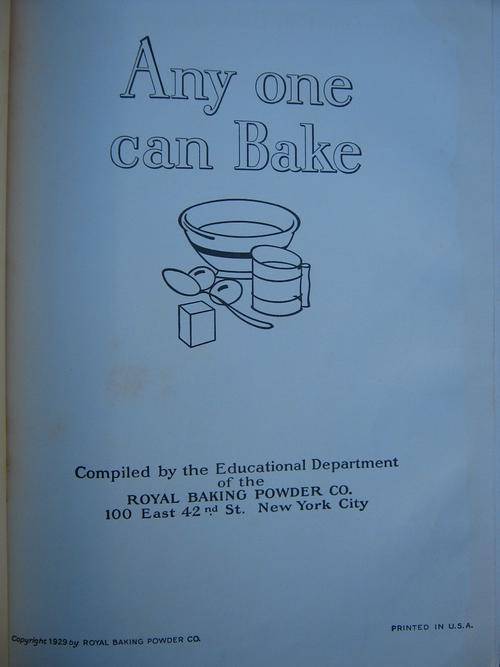 Any one
can Bake
Compiled by the Educational Department
of the
ROYAL BAKING POWDER CO.
100 East 42nd St. New York City
Copyright 1929 by ROYAL BAKING POWDER CO.
PRINTED IN U.S.A.